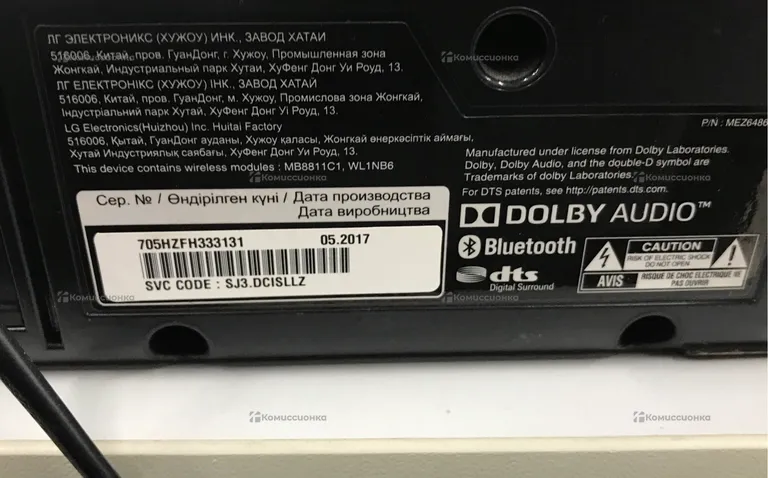 ЛГ ЭЛЕКТРОНИКС (ХУЖОУ) ИНК., ЗАВОД ХАТАИ
516006, Китай, пров. ГуанДонг, г. Хужоу, Промышленная зона
Жонгкай, Индустриальный парк Хутаи, ХуФенг Донг Уи Роуд, 13.
ЛГ ЕЛЕКТРОНІКС (ХУЖОУ) ІНК., ЗАВОД ХАТАЙ
516006, Китай, пров. ГуанДонг, м. Хужоу, Промислова зона Жонгкай,
Індустріальний парк Хутай, ХуФенг Донг Уі Роуд, 13.
LG Electronics(Huizhou) Inc. Huitai Factory
516006, Қытай, ГуанДонг ауданы, Хужоу қаласы, Жонгкай өнеркәсіптік аймағы,
Хутай Индустриялық саябағы, ХуФенг Донг Уи Роуд, 13.
This device contains wireless modules : MB8811C1, WL1NB6
P/N : MEZ6486
Manufactured under license from Dolby Laboratories.
Dolby, Dolby Audio, and the double-D symbol are
Trademarks of Dolby Laboratories.
For DTS patents, see http://patents.dts.com.
DOLBY AUDIO™
Bluetooth
dts
Digital Surround
CAUTION
RISK OF ELECTRIC SHOCK
DO NOT OPEN
AVIS
RISQUE DE CHOC ELECTRIQUE NE
PAS OUVRIR
Сер. № / Өндірілген күні / Дата производства
Дата виробництва
705HZFH333131 05.2017
SVC CODE : SJ3.DCISLLZ
Комиссионка
Комиссионка
Комиссионка
Комиссионка
Комиссионка
Комиссионка
Комиссионка
Комиссионка